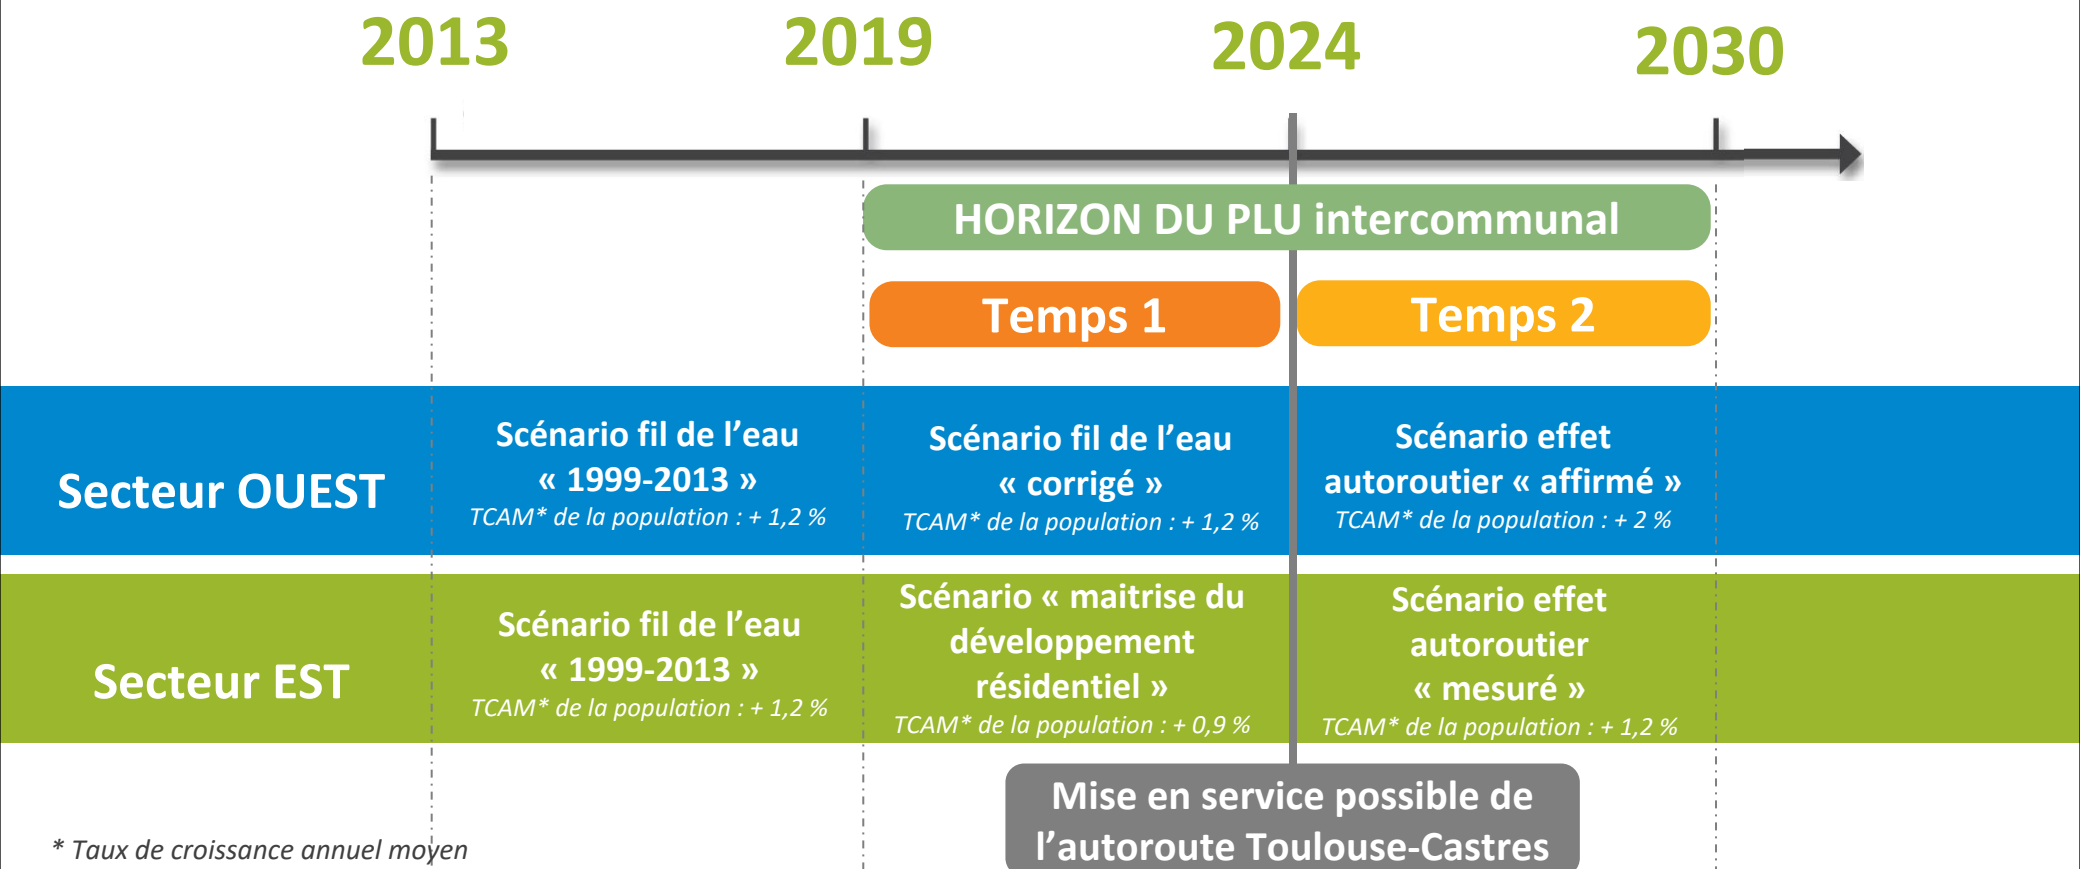 2013
2019
2024
2030
HORIZON DU PLU intercommunal
Temps 1
Temps 2
Secteur OUEST
Scénario fil de l’eau
« 1999-2013 »
TCAM* de la population : + 1,2 %
Scénario fil de l’eau
« corrigé »
TCAM* de la population : + 1,2 %
Scénario effet
autoroutier « affirmé »
TCAM* de la population : + 2 %
Secteur EST
Scénario fil de l’eau
« 1999-2013 »
TCAM* de la population : + 1,2 %
Scénario « maitrise du
développement
résidentiel »
TCAM* de la population : + 0,9 %
Scénario effet
autoroutier
« mesuré »
TCAM* de la population : + 1,2 %
Mise en service possible de
l’autoroute Toulouse-Castres
* Taux de croissance annuel moyen